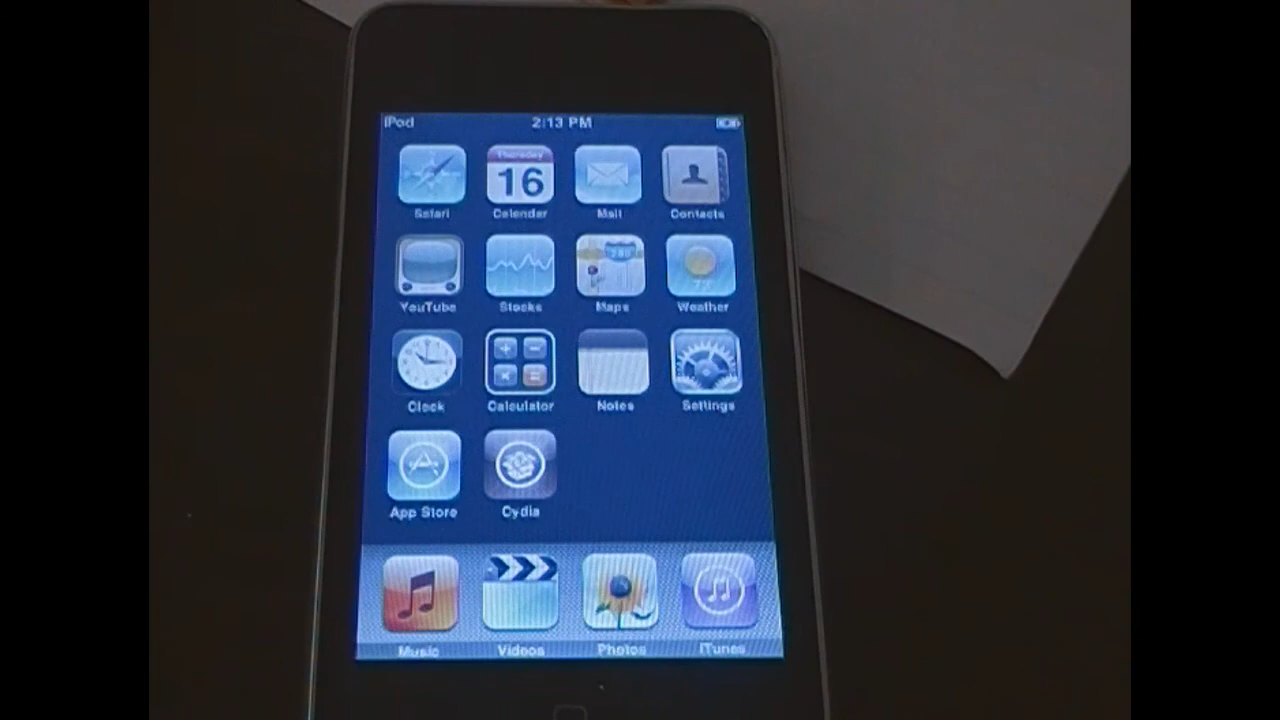 iPod 2:13 PM
Thursday
16
Safari Calendar Mail Contacts
280
YouTube Stocks Maps Weather
Clock Calculator Notes Settings
App Store Cydia
Music Videos Photos iTunes